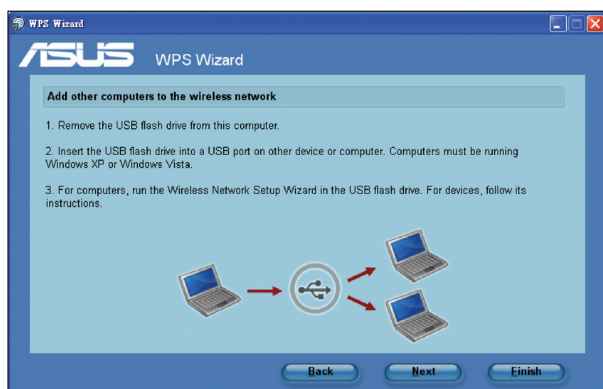 WPS Wizard
ASUS WPS Wizard
Add other computers to the wireless network
1. Remove the USB flash drive from this computer.
2. Insert the USB flash drive into a USB port on other device or computer. Computers must be running
Windows XP or Windows Vista.
3. For computers, run the Wireless Network Setup Wizard in the USB flash drive. For devices, follow its
instructions.
Back Next Finish